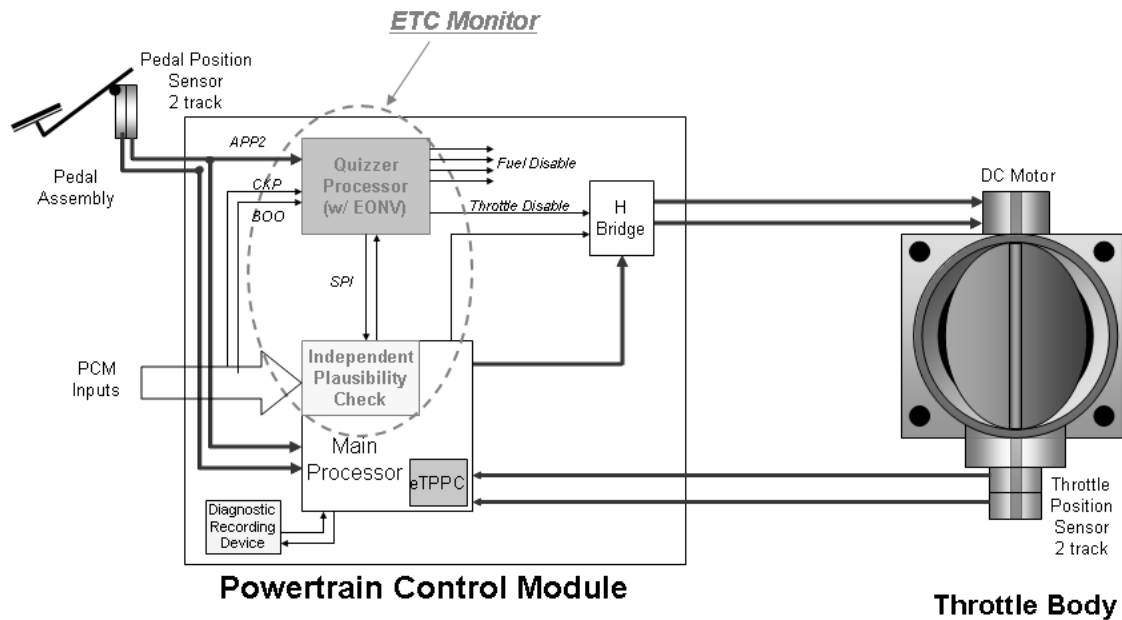 ETC Monitor
Pedal Position
Sensor
2 track
Pedal
Assembly
APP2
CKP
BOO
Quizzer
Processor
(w/ EONV)
Fuel Disable
Throttle Disable
H
Bridge
DC Motor
SPI
PCM
Inputs
Independent
Plausibility
Check
Main
Processor
eTPPC
Diagnostic
Recording
Device
Throttle
Position
Sensor
2 track
Powertrain Control Module
Throttle Body